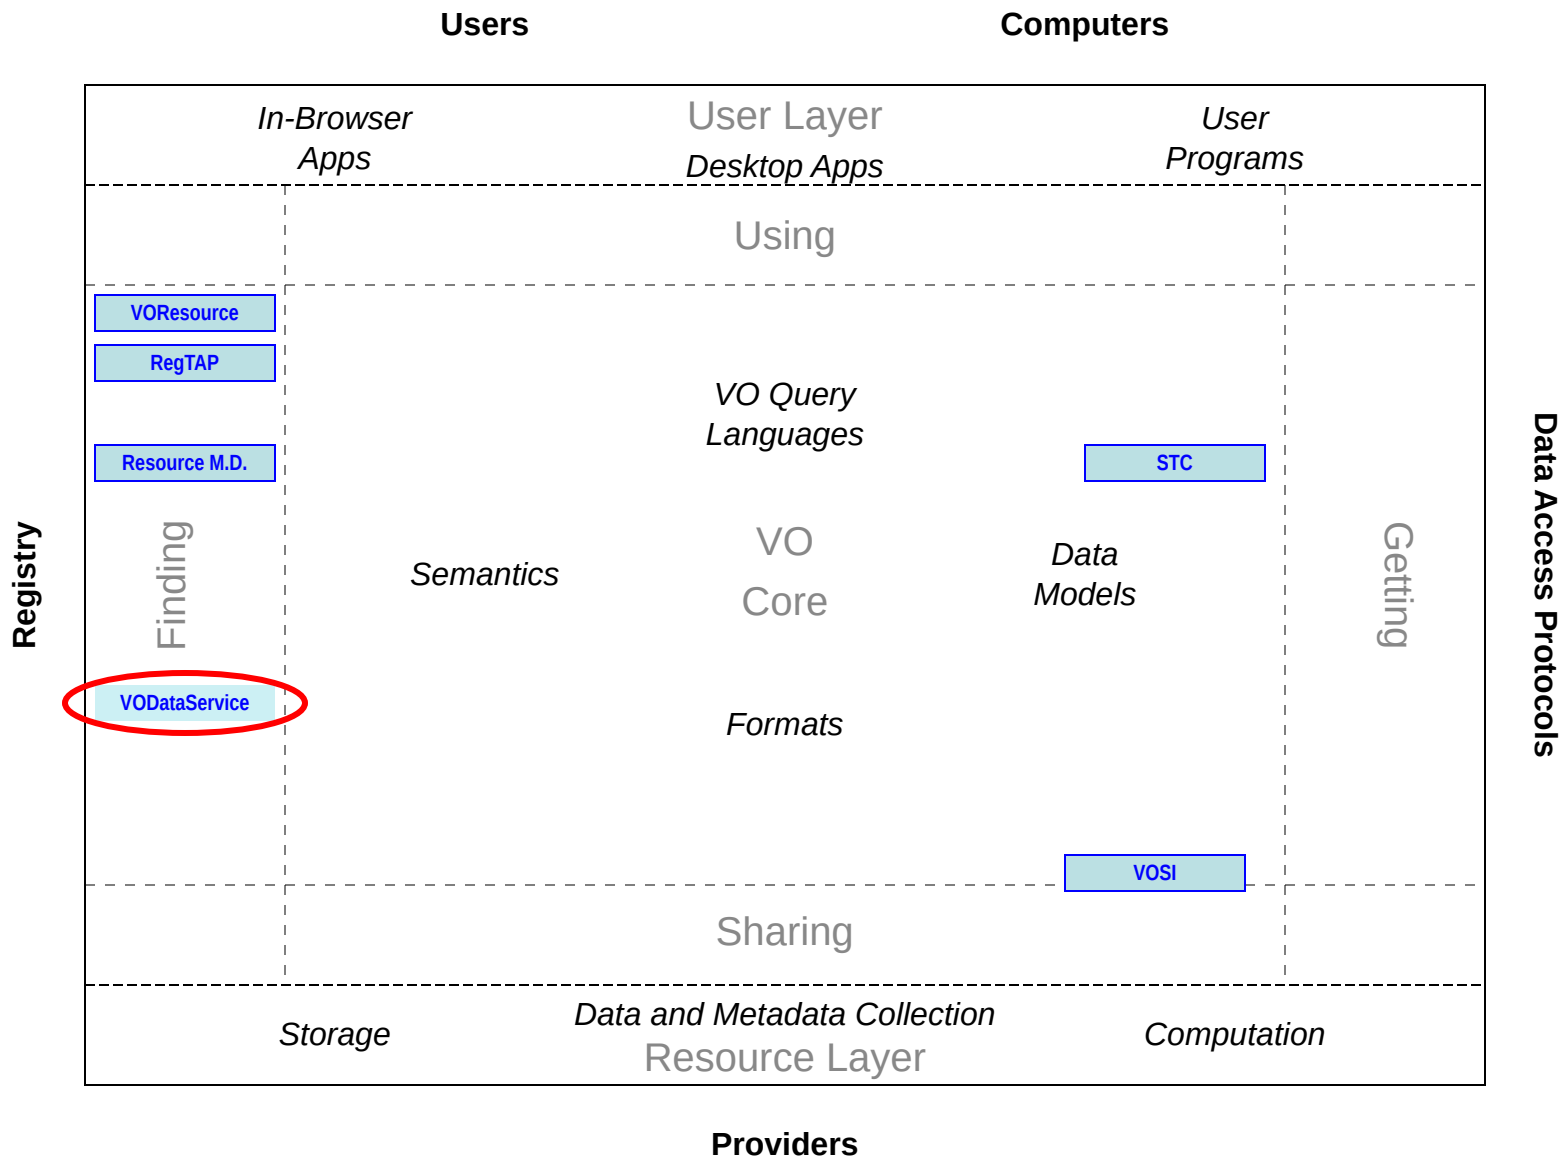 Users
Computers
In-Browser
Apps
User Layer
Desktop Apps
User
Programs
Using
VOResource
RegTAP
Resource M.D.
VO Query
Languages
STC
Registry
Finding
Semantics
VO
Core
Data
Models
Getting
Data Access Protocols
VODataService
Formats
VOSI
Sharing
Storage
Data and Metadata Collection
Resource Layer
Computation
Providers